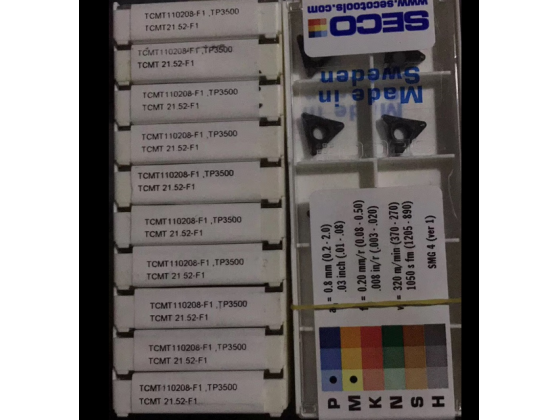 TCMT110208-F1 ,TP3500
TCMT 21.52-F1
TCMT110208-F1 ,TP3500
TCMT 21.52-F1
TCMT110208-F1 ,TP3500
TCMT 21.52-F1
TCMT110208-F1 ,TP3500
TCMT 21.52-F1
TCMT110208-F1 ,TP3500
TCMT 21.52-F1
TCMT110208-F1 ,TP3500
TCMT 21.52-F1
TCMT110208-F1 ,TP3500
TCMT 21.52-F1
TCMT110208-F1 ,TP3500
TCMT 21 52-F1
TCMT110208-F1 ,TP3500
TCMT 21 52-F1
TCMT110208-F1 ,TP3500
TCMT 21.52-F1
SECO
www.secotools.com
Made in
Sweden
= 0.8 mm (0.2 - 2.0)
.03 inch (.01 - .08)
= 0.20 mm/r (0.08 - 0.50)
.008 in/r (.003 - .020)
= 320 m/min (370 - 270)
1050 s fm (1205 - 890)
SMG 4 (ver 1)
P M K N S H